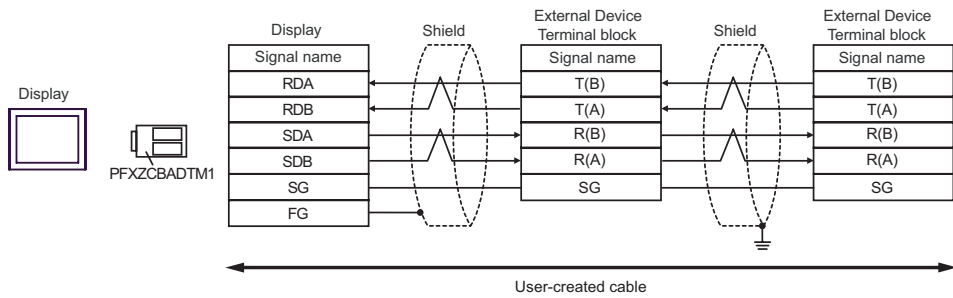 Display
PFXZCBADTM1
Display
Signal name
RDA
RDB
SDA
SDB
SG
FG
Shield
External Device
Terminal block
Signal name
T(B)
T(A)
R(B)
R(A)
SG
Shield
External Device
Terminal block
Signal name
T(B)
T(A)
R(B)
R(A)
SG
User-created cable